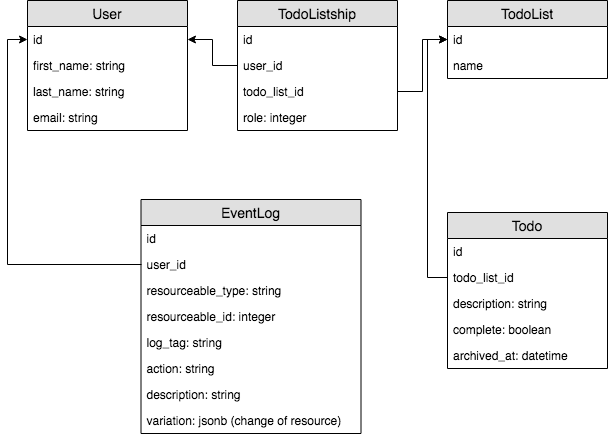 User
id
first_name: string
last_name: string
email: string
TodoListship
id
user_id
todo_list_id
role: integer
TodoList
id
name
EventLog
id
user_id
resourceable_type: string
resourceable_id: integer
log_tag: string
action: string
description: string
variation: jsonb (change of resource)
Todo
id
todo_list_id
description: string
complete: boolean
archived_at: datetime